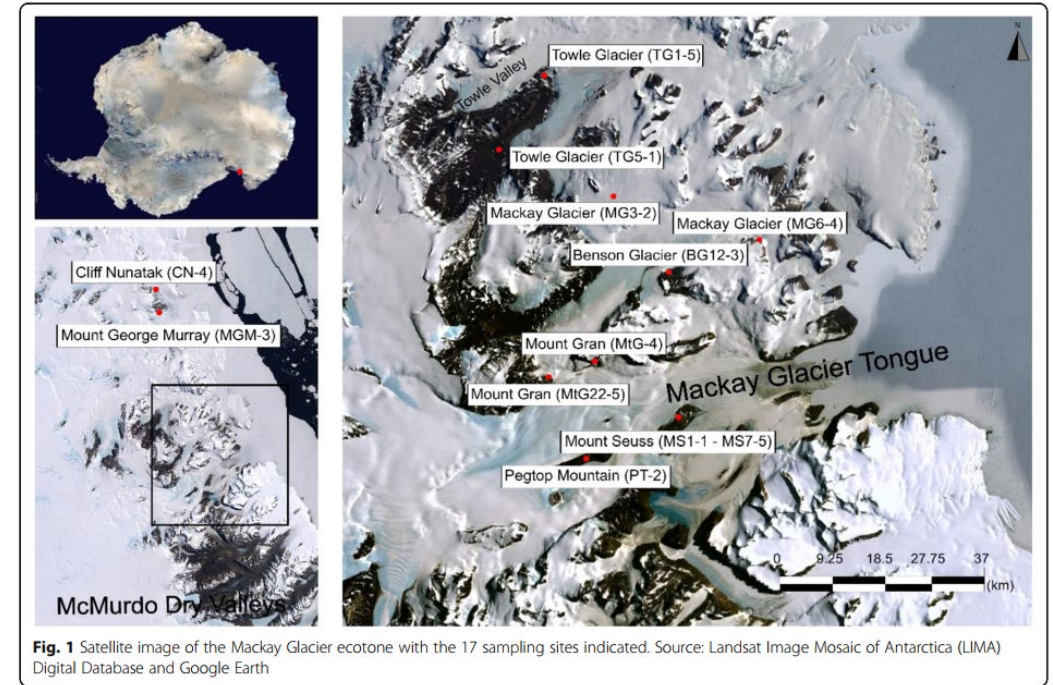 Towle Glacier (TG1-5)
Towle Valley
Towle Glacier (TG5-1)
Mackay Glacier (MG3-2)
Mackay Glacier (MG6-4)
Benson Glacier (BG12-3)
Mount Gran (MtG-4)
Mount Gran (MtG22-5)
Mackay Glacier Tongue
Mount Seuss (MS1-1 - MS7-5)
Pegtop Mountain (PT-2)
N
0 9.25 18.5 27.75 37
(km)
Cliff Nunatak (CN-4)
Mount George Murray (MGM-3)
McMurdo Dry Valleys
Fig. 1 Satellite image of the Mackay Glacier ecotone with the 17 sampling sites indicated. Source: Landsat Image Mosaic of Antarctica (LIMA)
Digital Database and Google Earth